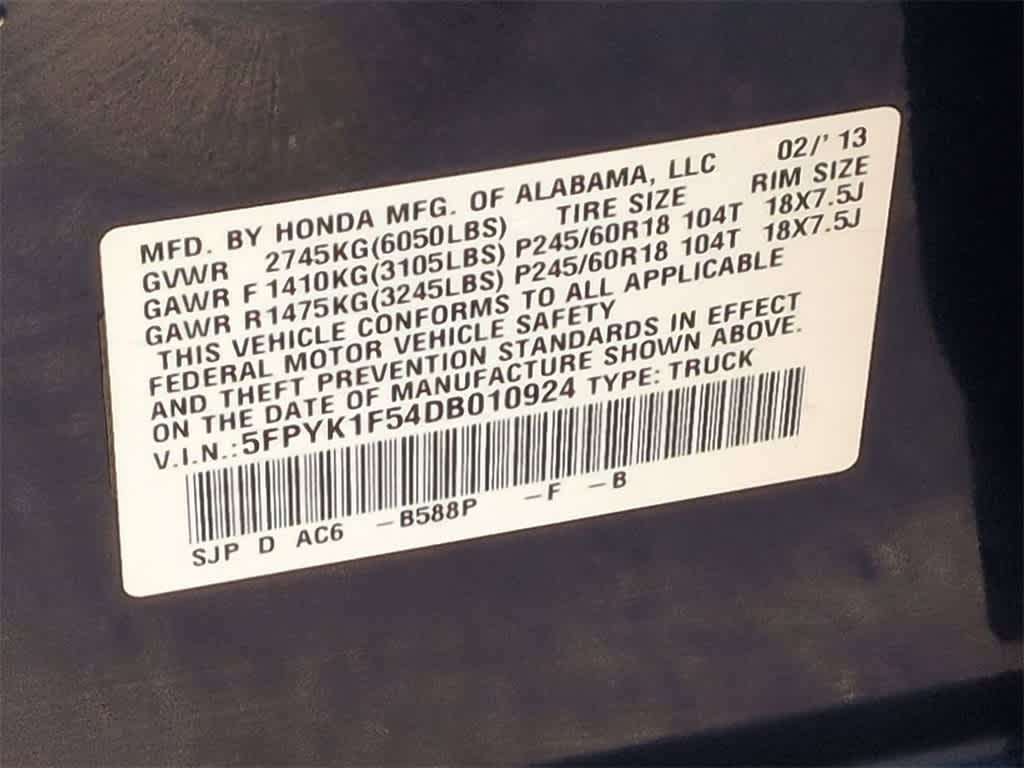 MFD. BY HONDA MFG. OF ALABAMA, LLC 02/' 13
GVWR 2745KG(6050LBS) TIRE SIZE RIM SIZE
GAWR F 1410KG(3105LBS) P245/60R18 104T 18X7.5J
GAWR R1475KG(3245LBS) P245/60R18 104T 18X7.5J
THIS VEHICLE CONFORMS TO ALL APPLICABLE
FEDERAL MOTOR VEHICLE SAFETY
AND THEFT PREVENTION STANDARDS IN EFFECT
ON THE DATE OF MANUFACTURE SHOWN ABOVE.
V.I.N.:5FPYK1F54DB010924 TYPE: TRUCK
SJP D AC6 –B588P –F –B